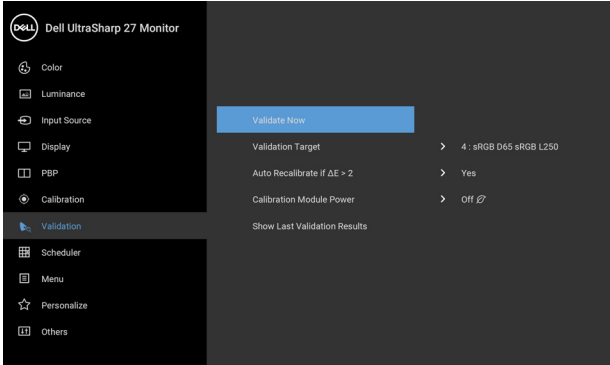 DELL Dell UltraSharp 27 Monitor
Color
Luminance
Input Source
Validate Now
Display
Validation Target 4 : sRGB D65 sRGB L250
PBP
Auto Recalibrate if ΔE > 2 Yes
Calibration
Calibration Module Power Off
Validation
Show Last Validation Results
Scheduler
Menu
Personalize
Others